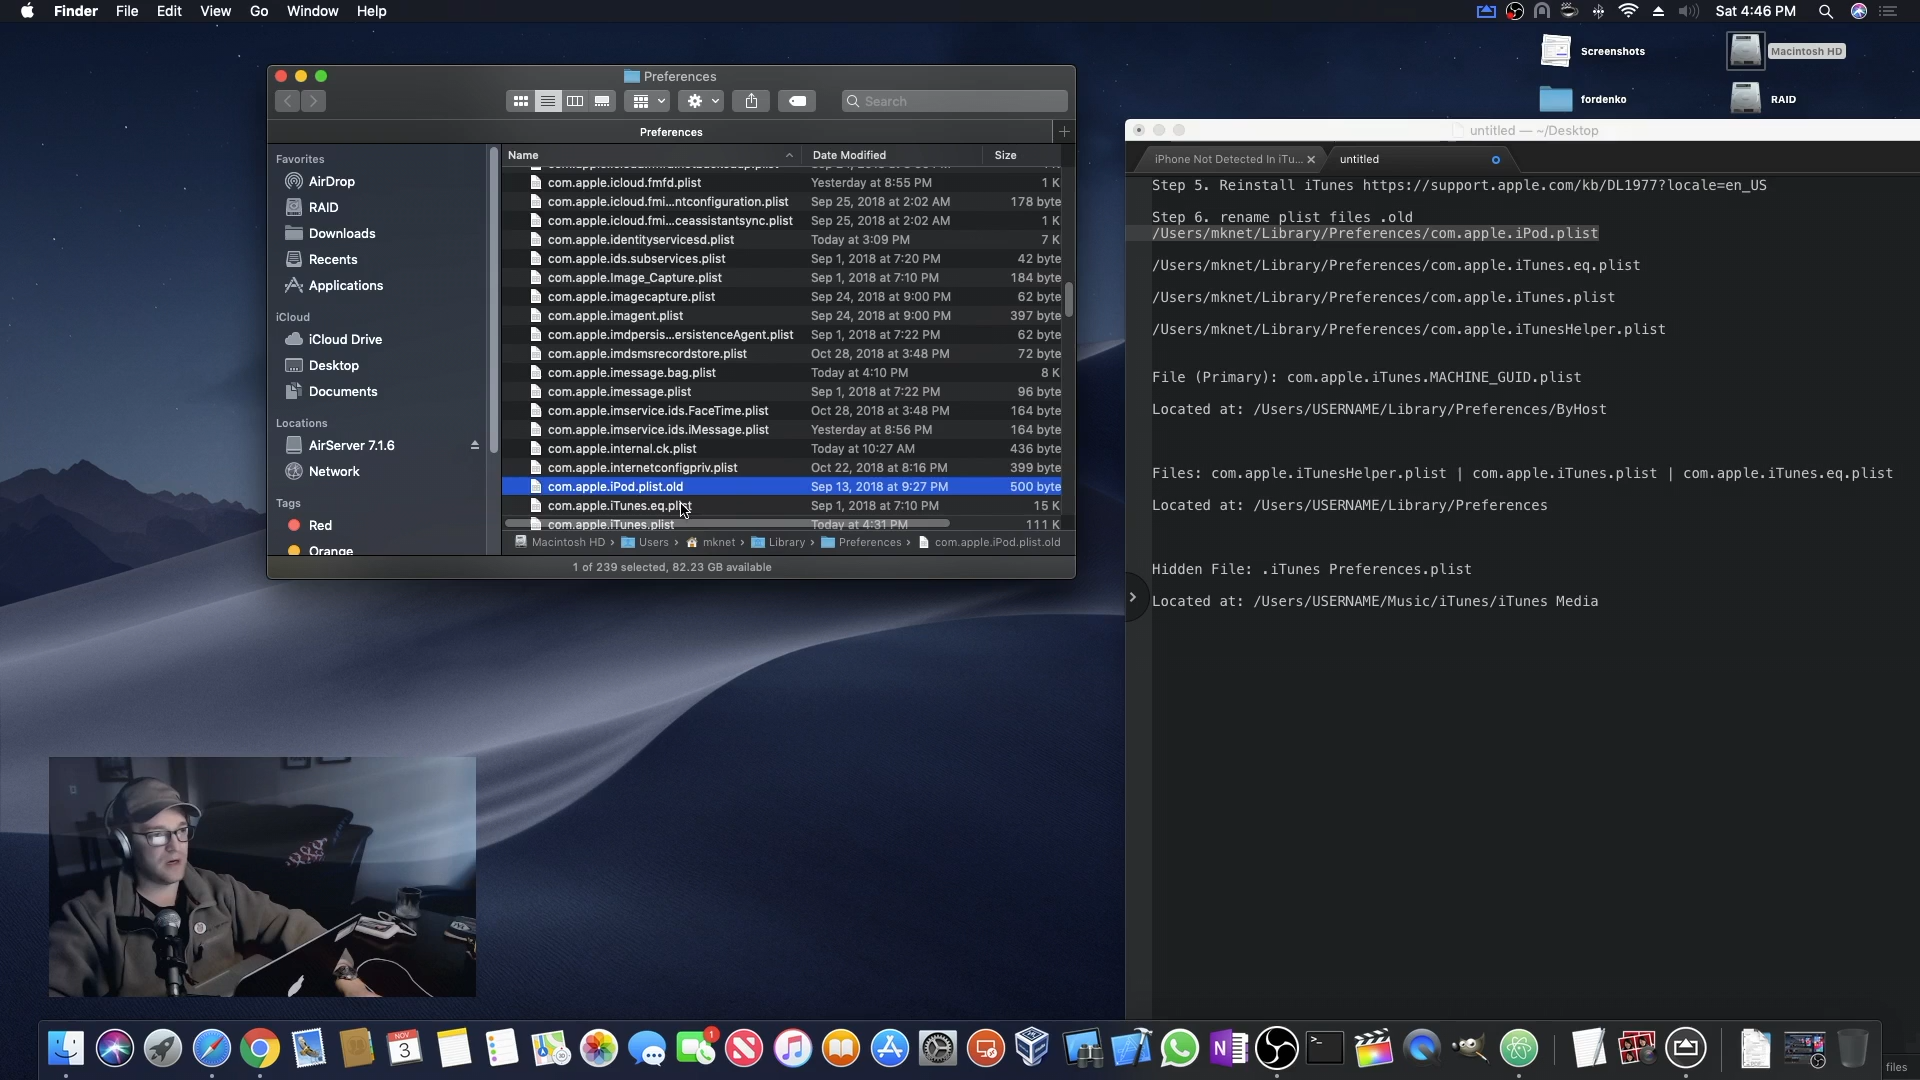 Finder File Edit View Go Window Help
Sat 4:46 PM
Screenshots
Macintosh HD
fordenko
RAID
Preferences
Search
Preferences
Favorites
AirDrop
RAID
Downloads
Recents
Applications
iCloud
iCloud Drive
Desktop
Documents
Locations
AirServer 7.1.6
Network
Tags
Red
Orange
Name Date Modified Size
com.apple.icloud.fmfd.plist Yesterday at 8:55 PM 1 K
com.apple.icloud.fmi...ntconfiguration.plist Sep 25, 2018 at 2:02 AM 178 byte
com.apple.icloud.fmi...ceassistantsync.plist Sep 25, 2018 at 2:02 AM 1 K
com.apple.identityservicesd.plist Today at 3:09 PM 7 K
com.apple.ids.subservices.plist Sep 1, 2018 at 7:20 PM 42 byte
com.apple.Image_Capture.plist Sep 1, 2018 at 7:10 PM 184 byte
com.apple.imagecapture.plist Sep 24, 2018 at 9:00 PM 62 byte
com.apple.imagent.plist Sep 24, 2018 at 9:00 PM 397 byte
com.apple.imdpersis...ersistenceAgent.plist Sep 1, 2018 at 7:22 PM 62 byte
com.apple.imdsmsrecordstore.plist Oct 28, 2018 at 3:48 PM 72 byte
com.apple.imessage.bag.plist Today at 4:10 PM 8 K
com.apple.imessage.plist Sep 1, 2018 at 7:22 PM 96 byte
com.apple.imservice.ids.FaceTime.plist Oct 28, 2018 at 3:48 PM 164 byte
com.apple.imservice.ids.iMessage.plist Yesterday at 8:56 PM 164 byte
com.apple.internal.ck.plist Today at 10:27 AM 436 byte
com.apple.internetconfigpriv.plist Oct 22, 2018 at 8:16 PM 399 byte
com.apple.iPod.plist.old Sep 13, 2018 at 9:27 PM 500 byte
com.apple.iTunes.eq.plist Sep 1, 2018 at 7:10 PM 15 K
com.apple.iTunes.plist Today at 4:31 PM 111 K
Macintosh HD › Users › mknet › Library › Preferences › com.apple.iPod.plist.old
1 of 239 selected, 82.23 GB available
untitled — ~/Desktop
iPhone Not Detected In iTu... untitled
Step 5. Reinstall iTunes https://support.apple.com/kb/DL1977?locale=en_US
Step 6. rename plist files .old
/Users/mknet/Library/Preferences/com.apple.iPod.plist
/Users/mknet/Library/Preferences/com.apple.iTunes.eq.plist
/Users/mknet/Library/Preferences/com.apple.iTunes.plist
/Users/mknet/Library/Preferences/com.apple.iTunesHelper.plist
File (Primary): com.apple.iTunes.MACHINE_GUID.plist
Located at: /Users/USERNAME/Library/Preferences/ByHost
Files: com.apple.iTunesHelper.plist | com.apple.iTunes.plist | com.apple.iTunes.eq.plist
Located at: /Users/USERNAME/Library/Preferences
Hidden File: .iTunes Preferences.plist
Located at: /Users/USERNAME/Music/iTunes/iTunes Media
NOV
3
1
files